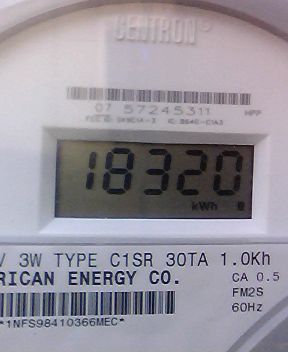 CENTRON®
07 57245311 MPP
18320
kWh
V 3W TYPE C1SR 30TA 1.0Kh
RICAN ENERGY CO.
CA 0.5
FM2S
60Hz
*1NFS98410366MEC*